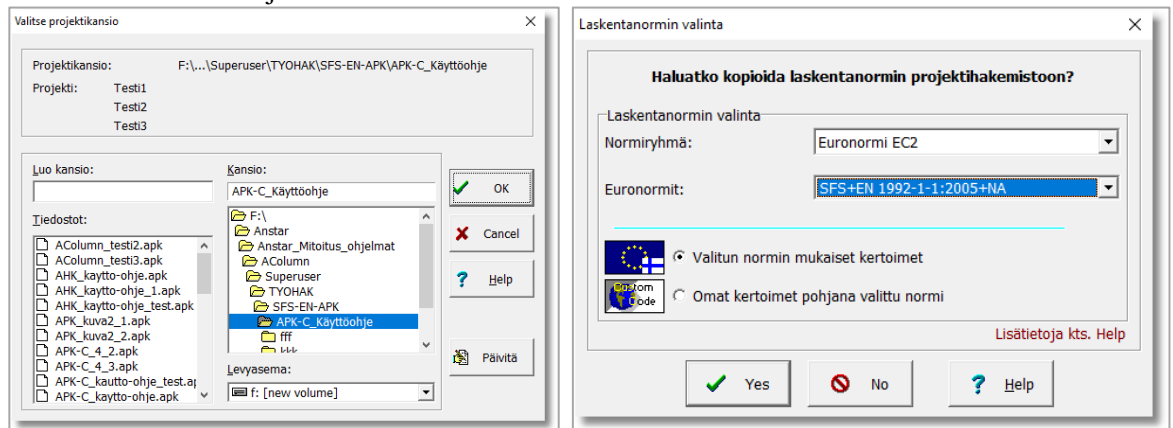 Valitse projektikansio
Projektikansio: F:\...\Superuser\TYOHAK\SFS-EN-APK\APK-C_Käyttöohje
Projekti: Testi1
Testi2
Testi3
Luo kansio:
Kansio:
APK-C_Käyttöohje
OK
Tiedostot:
AColumn_testi2.apk
AColumn_testi3.apk
AHK_kaytto-ohje.apk
AHK_kaytto-ohje_1.apk
AHK_kaytto-ohje_test.apk
APK_kuva2_1.apk
APK_kuva2_2.apk
APK-C_4_2.apk
APK-C_4_3.apk
APK-C_kautto-ohje_test.ap
APK-C_kaytto-ohje.apk
F:\
Anstar
Anstar_Mitoitus_ohjelmat
AColumn
Superuser
TYOHAK
SFS-EN-APK
APK-C_Käyttöohje
fff
kkk
Levyasema:
f: [new volume]
Cancel
Help
Päivitä
Laskentanormin valinta
Haluatko kopioida laskentanormin projektihakemistoon?
Laskentanormin valinta
Normiryhmä: Euronormi EC2
Euronormit: SFS+EN 1992-1-1:2005+NA
Valitun normin mukaiset kertoimet
Custom
Code
Omat kertoimet pohjana valittu normi
Lisätietoja kts. Help
Yes
No
Help